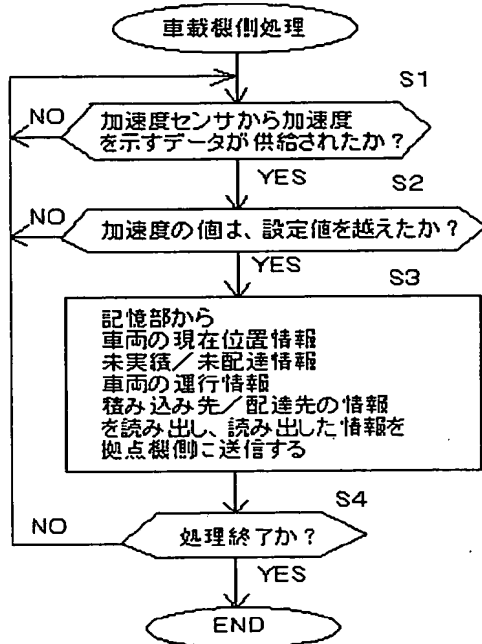 車載機側処理
S1
NO
加速度センサから加速度
を示すデータが供給されたか？
YES
S2
NO
加速度の値は、設定値を越えたか？
YES
S3
記憶部から
車両の現在位置情報
未実績／未配達情報
車両の運行情報
積み込み先／配達先の情報
を読み出し、読み出した情報を
拠点機側に送信する
S4
NO
処理終了か？
YES
END